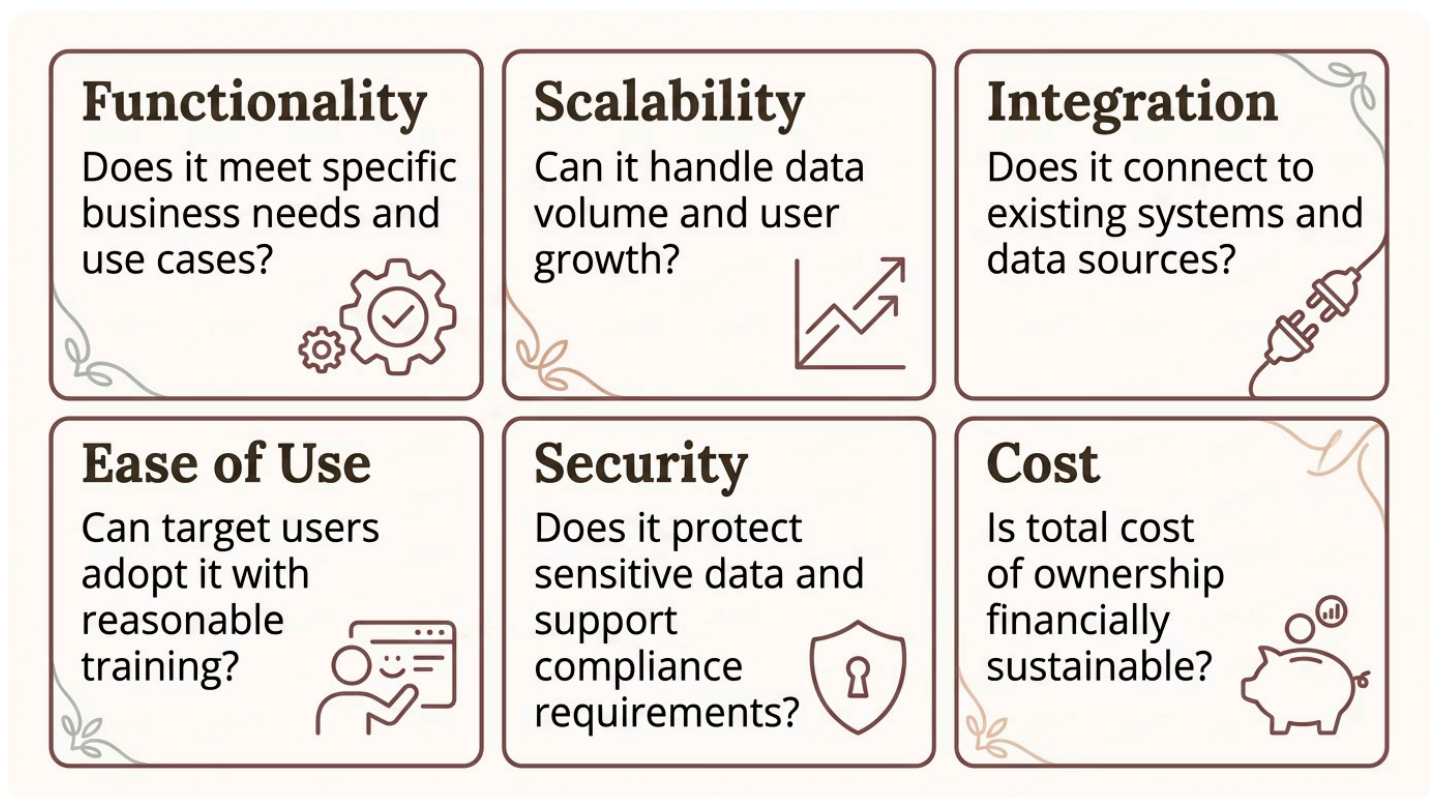 Functionality
Does it meet specific
business needs and
use cases?
Scalability
Can it handle data
volume and user
growth?
Integration
Does it connect to
existing systems and
data sources?
Ease of Use
Can target users
adopt it with
reasonable
training?
Security
Does it protect
sensitive data and
support
compliance
requirements?
Cost
Is total cost
of ownership
financially
sustainable?